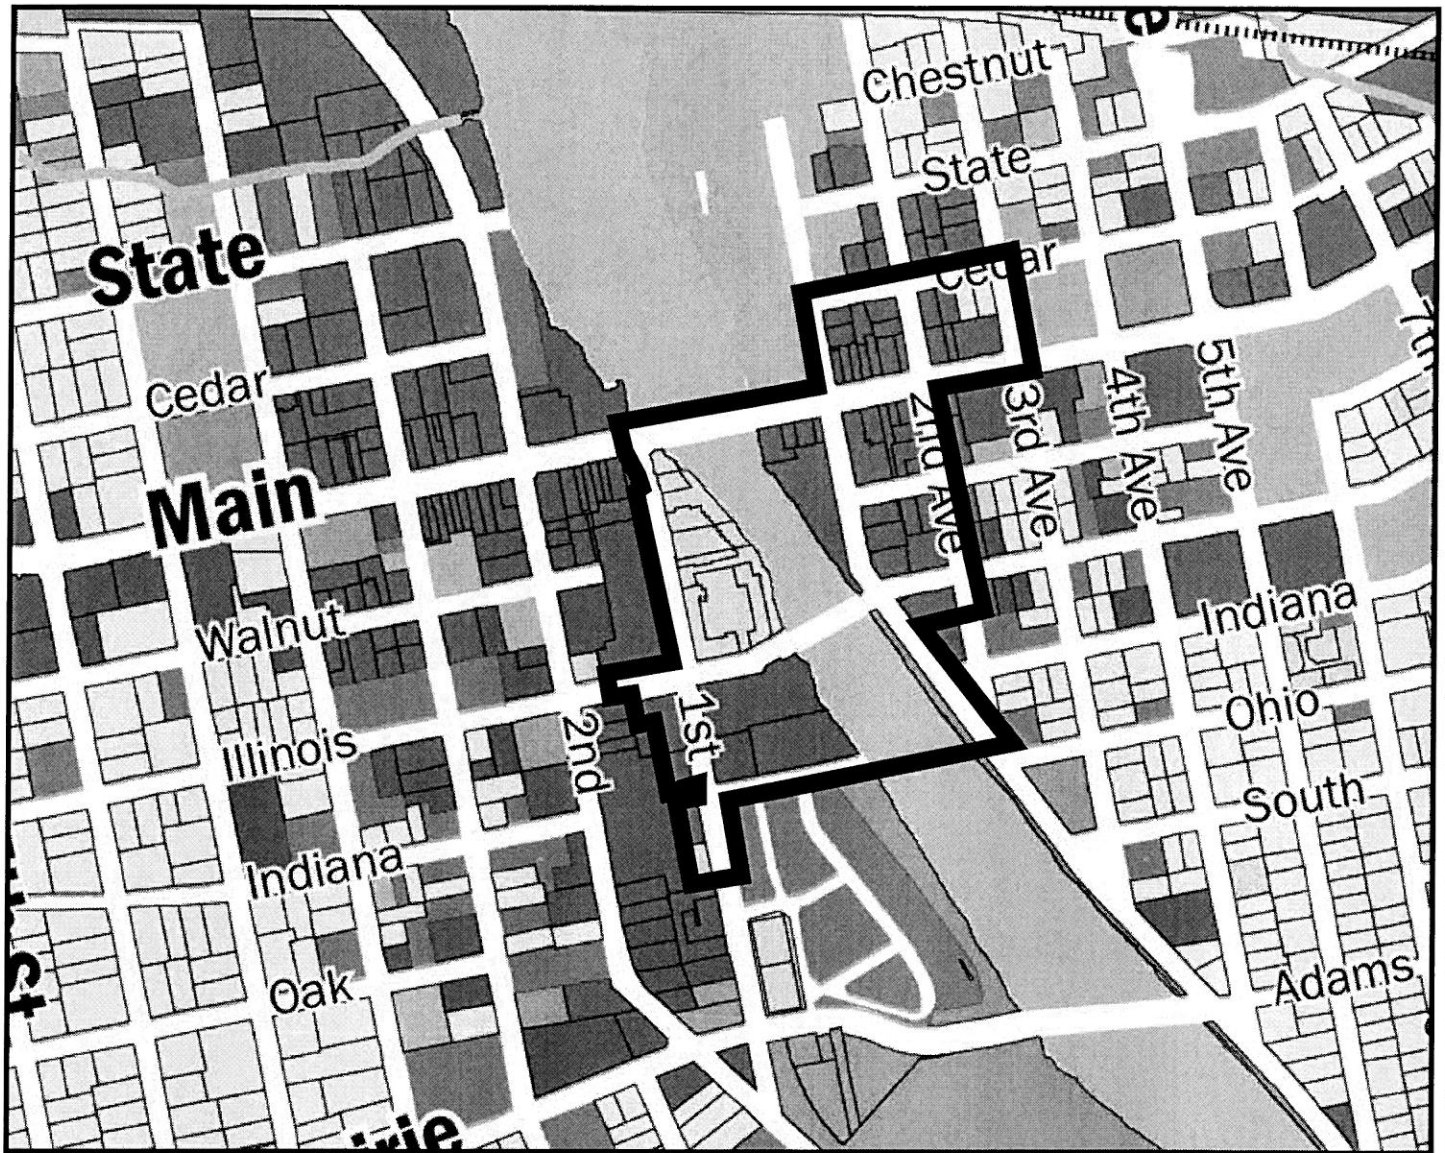 Chestnut
State
State
Cedar
Cedar
7th
5th Ave
4th Ave
3rd Ave
2nd Ave
Main
Walnut
Indiana
Ohio
Illinois
2nd
1st
South
Indiana
Oak
Adams